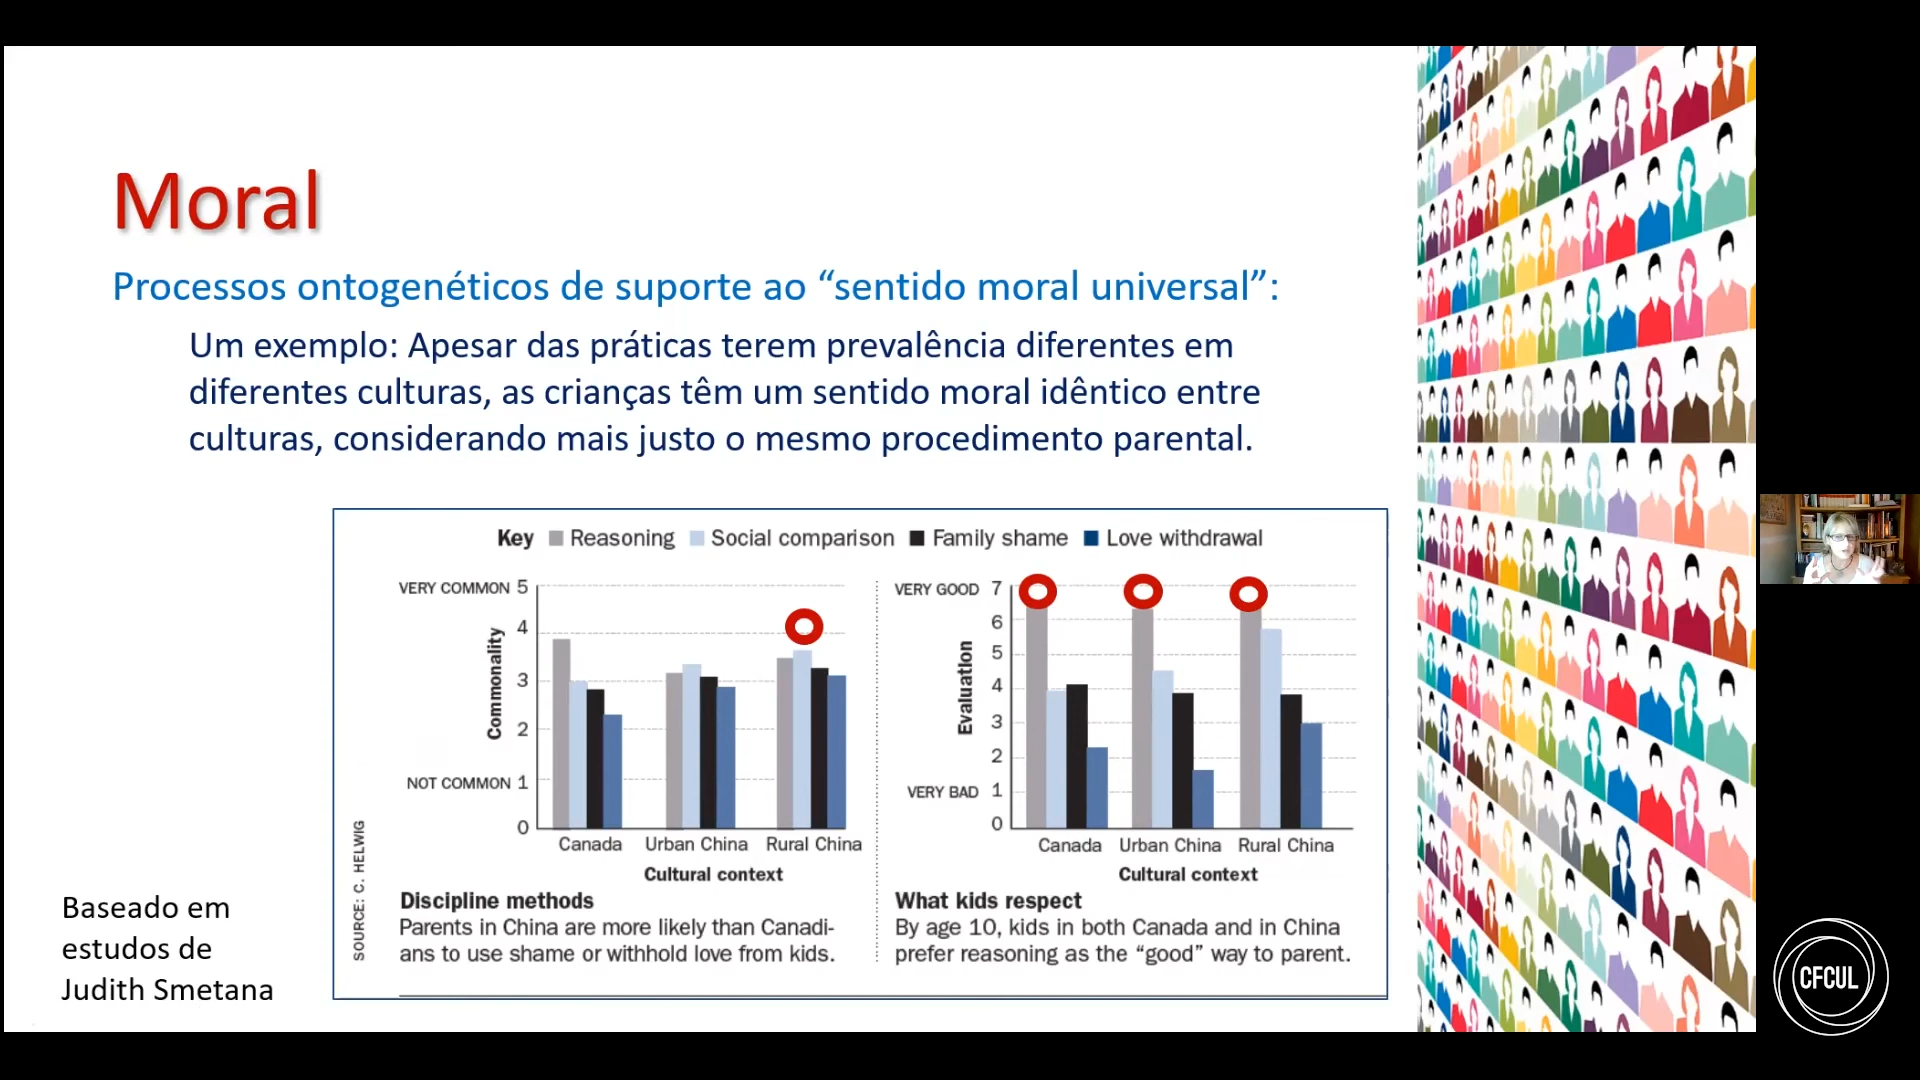 Moral
Processos ontogenéticos de suporte ao “sentido moral universal”:
Um exemplo: Apesar das práticas terem prevalência diferentes em
diferentes culturas, as crianças têm um sentido moral idêntico entre
culturas, considerando mais justo o mesmo procedimento parental.
Key Reasoning Social comparison Family shame Love withdrawal
VERY COMMON 5
4
3
2
NOT COMMON 1
0
Commonality
Canada Urban China Rural China
Cultural context
Discipline methods
Parents in China are more likely than Canadi-
ans to use shame or withhold love from kids.
SOURCE: C. HELWIG
VERY GOOD 7
6
5
4
3
2
VERY BAD 1
0
Evaluation
Canada Urban China Rural China
Cultural context
What kids respect
By age 10, kids in both Canada and in China
prefer reasoning as the “good” way to parent.
Baseado em
estudos de
Judith Smetana
CFCUL